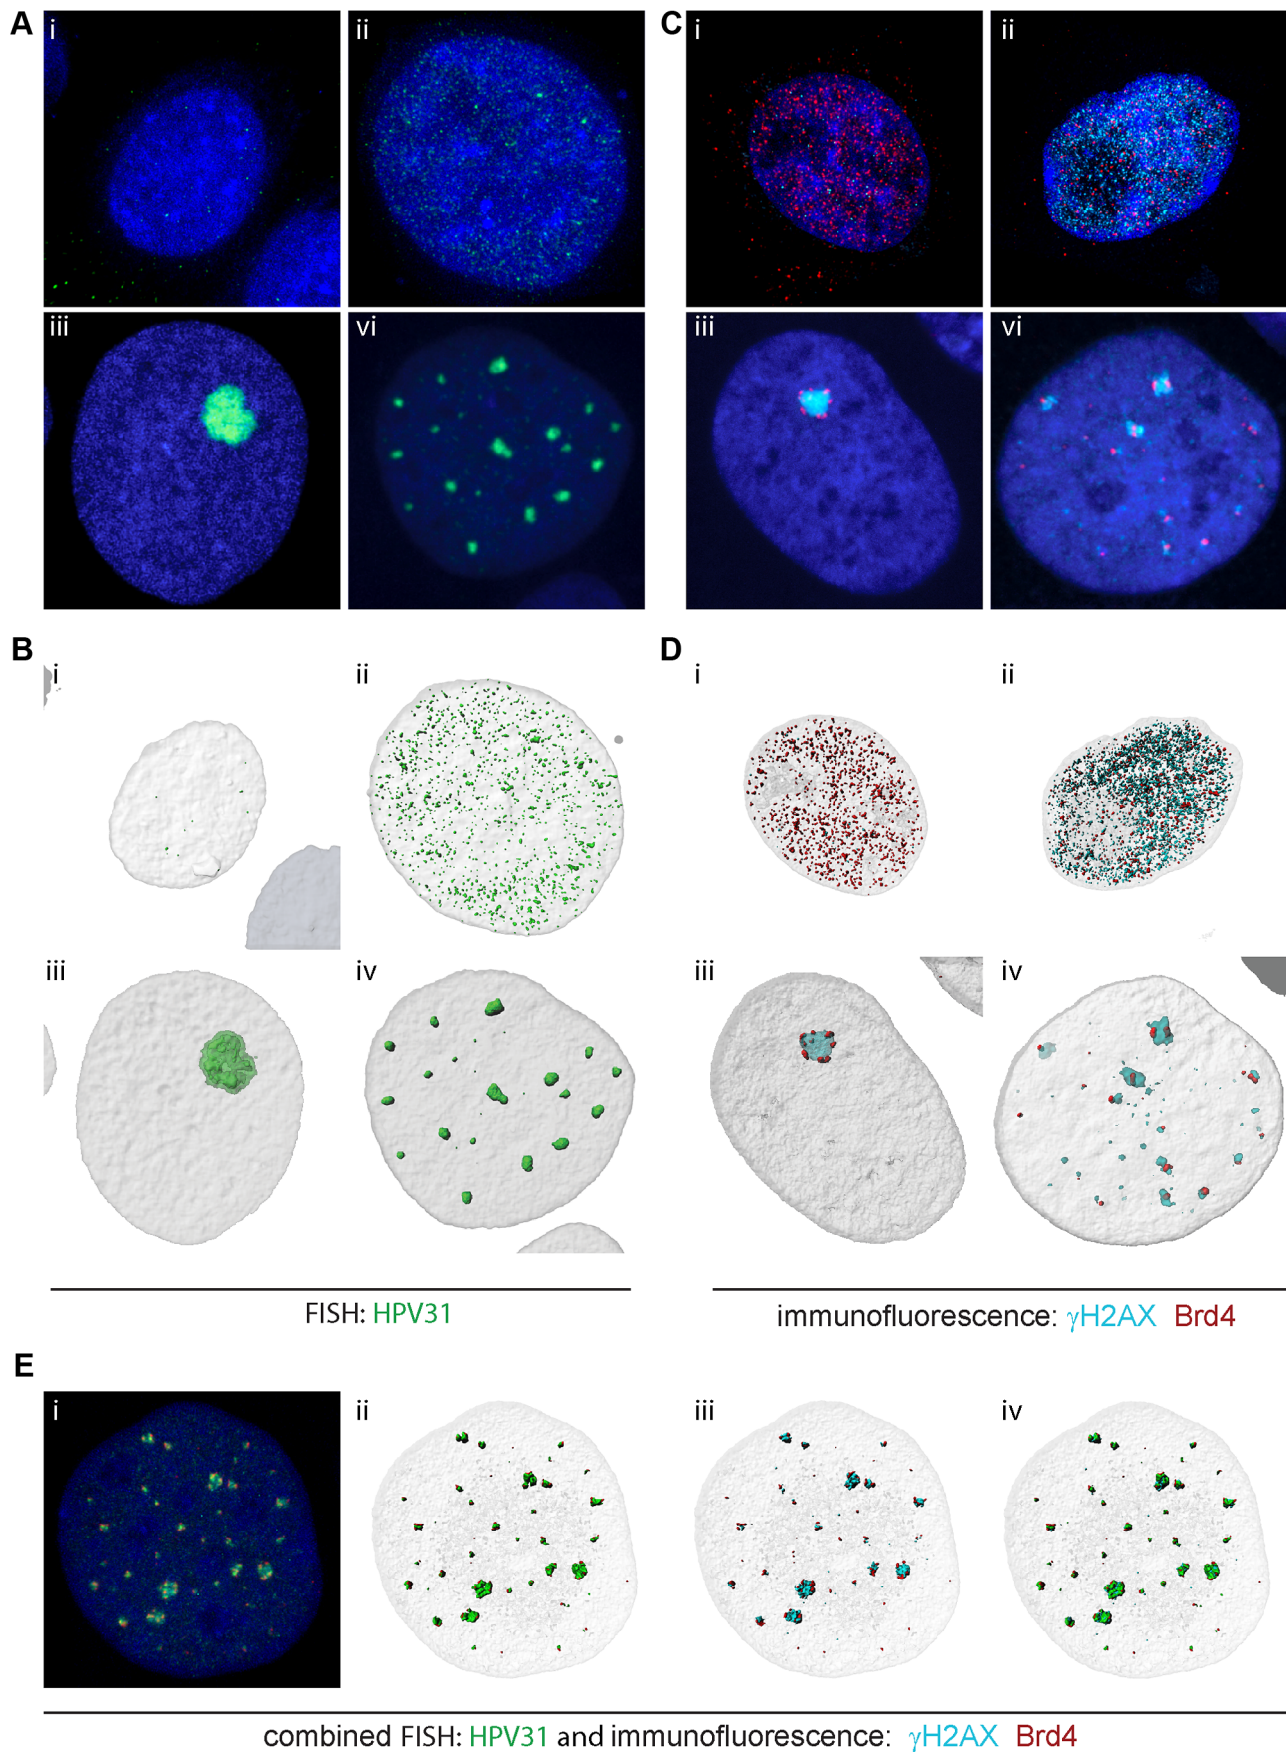 A i ii C i ii
iii vi iii vi
B i ii D i ii
iii iv iii iv
FISH: HPV31
immunofluorescence: γH2AX Brd4
E
i ii iii iv
combined FISH: HPV31 and immunofluorescence: γH2AX Brd4